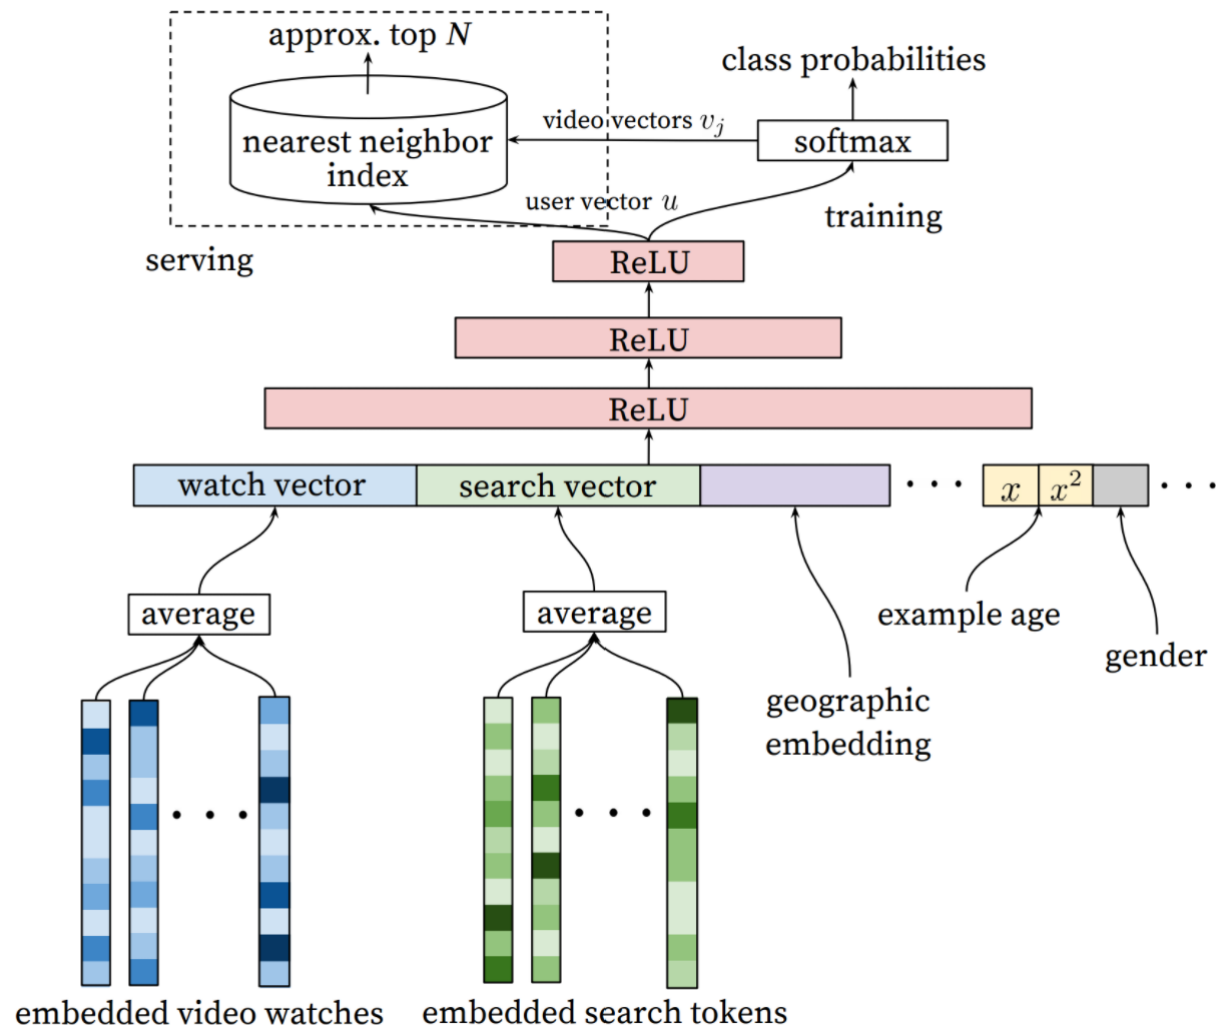 approx. top N
class probabilities
video vectors v_j
softmax
nearest neighbor
index
user vector u
training
serving
ReLU
ReLU
ReLU
watch vector
search vector
. . .
x
x²
. . .
average
average
example age
gender
geographic
embedding
. . .
. . .
embedded video watches
embedded search tokens